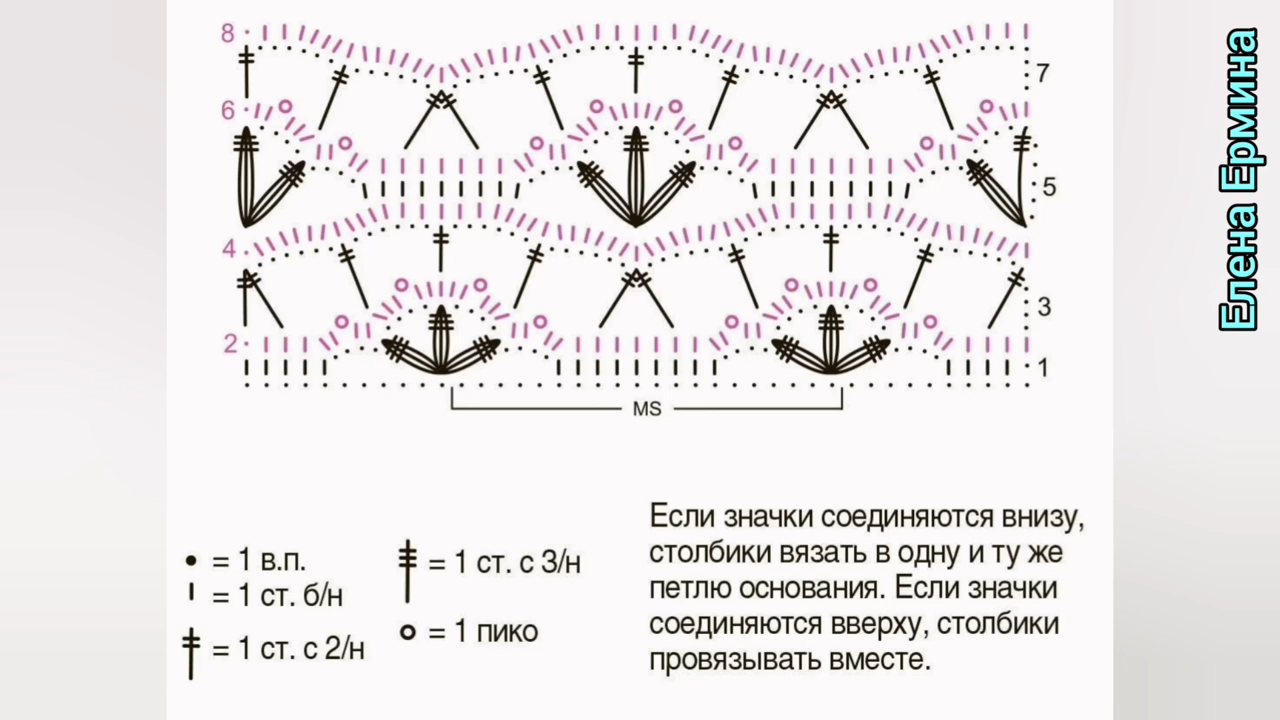 8
7
6
5
4
3
2
1
MS
• = 1 в.п.
= 1 ст. б/н
= 1 ст. с 2/н
= 1 ст. с 3/н
= 1 пико
Если значки соединяются внизу,
столбики вязать в одну и ту же
петлю основания. Если значки
соединяются вверху, столбики
провязывать вместе.
Елена Ермина